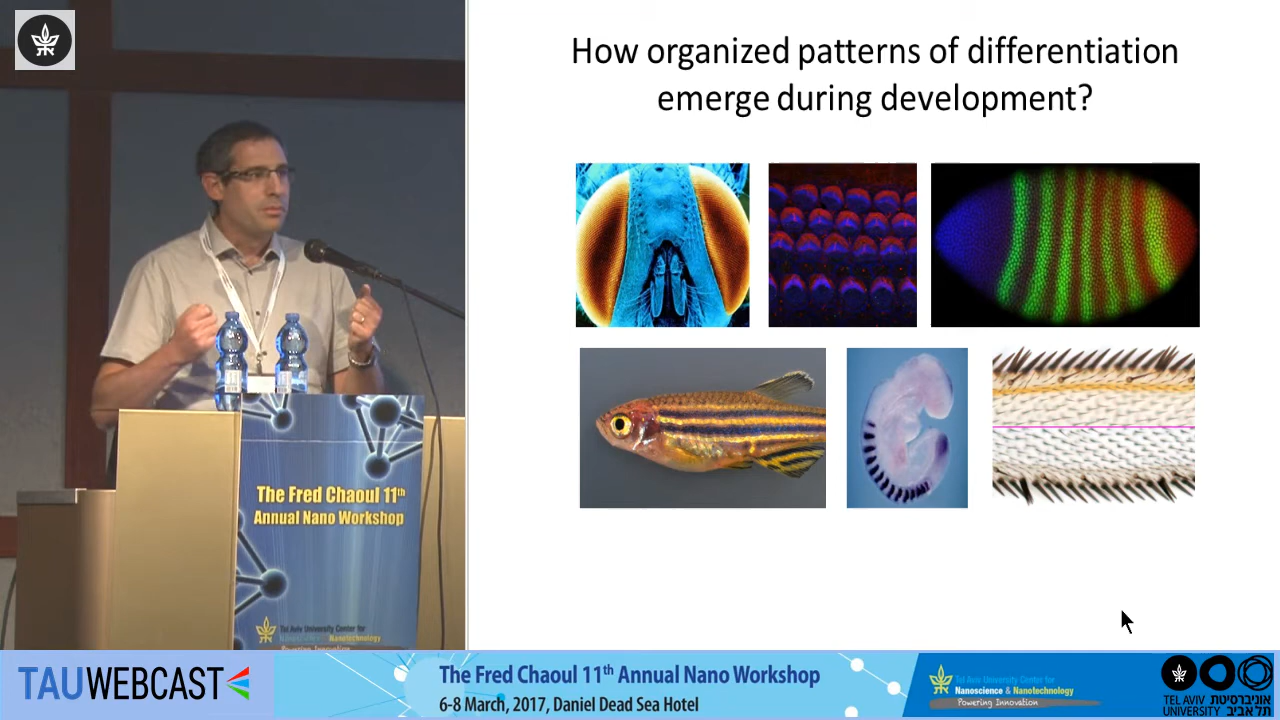 How organized patterns of differentiation
emerge during development?
The Fred Chaoul 11th
Annual Nano Workshop
Tel Aviv University Center for
Nanoscience & Nanotechnology
Powering Innovation
TAUWEBCAST
The Fred Chaoul 11th Annual Nano Workshop
6-8 March, 2017, Daniel Dead Sea Hotel
Tel Aviv University Center for
Nanoscience & Nanotechnology
Powering Innovation
TEL AVIV אוניברסיטת
UNIVERSITY תל אביב